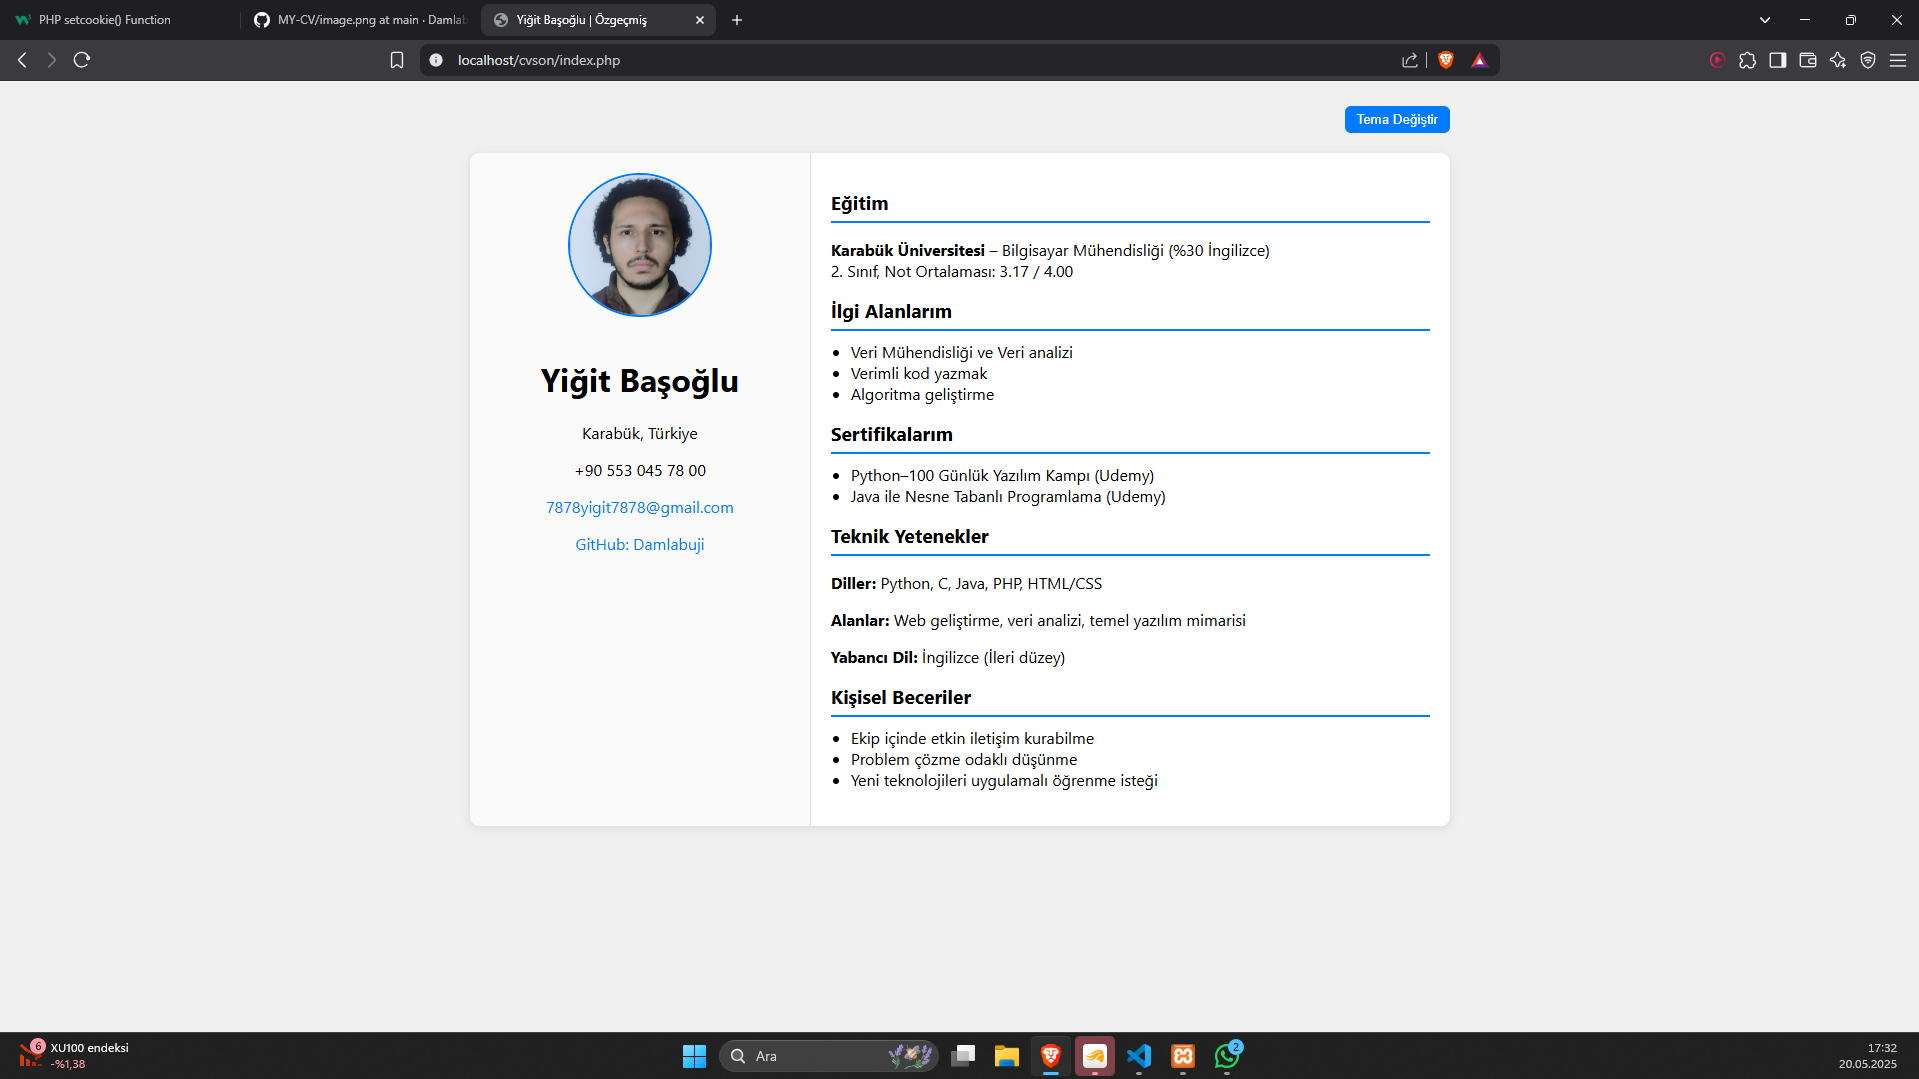 PHP setcookie() Function
MY-CV/image.png at main · Damlab
Yiğit Başoğlu | Özgeçmiş
localhost/cvson/index.php
Tema Değiştir
Yiğit Başoğlu
Karabük, Türkiye
+90 553 045 78 00
7878yigit7878@gmail.com
GitHub: Damlabuji
Eğitim
Karabük Üniversitesi – Bilgisayar Mühendisliği (%30 İngilizce)
2. Sınıf, Not Ortalaması: 3.17 / 4.00
İlgi Alanlarım
Veri Mühendisliği ve Veri analizi
Verimli kod yazmak
Algoritma geliştirme
Sertifikalarım
Python–100 Günlük Yazılım Kampı (Udemy)
Java ile Nesne Tabanlı Programlama (Udemy)
Teknik Yetenekler
Diller: Python, C, Java, PHP, HTML/CSS
Alanlar: Web geliştirme, veri analizi, temel yazılım mimarisi
Yabancı Dil: İngilizce (İleri düzey)
Kişisel Beceriler
Ekip içinde etkin iletişim kurabilme
Problem çözme odaklı düşünme
Yeni teknolojileri uygulamalı öğrenme isteği
6
XU100 endeksi
-%1,38
Ara
2
17:32
20.05.2025